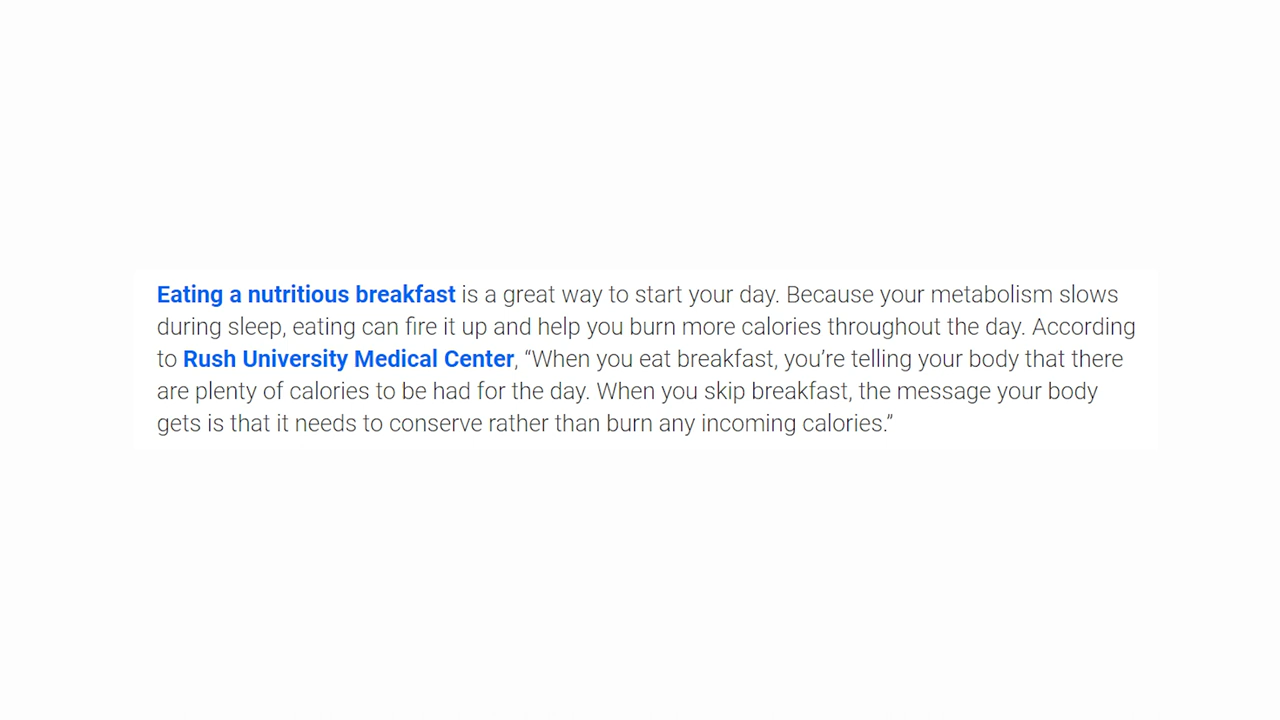 Eating a nutritious breakfast is a great way to start your day. Because your metabolism slows
during sleep, eating can fire it up and help you burn more calories throughout the day. According
to Rush University Medical Center, “When you eat breakfast, you’re telling your body that there
are plenty of calories to be had for the day. When you skip breakfast, the message your body
gets is that it needs to conserve rather than burn any incoming calories.”